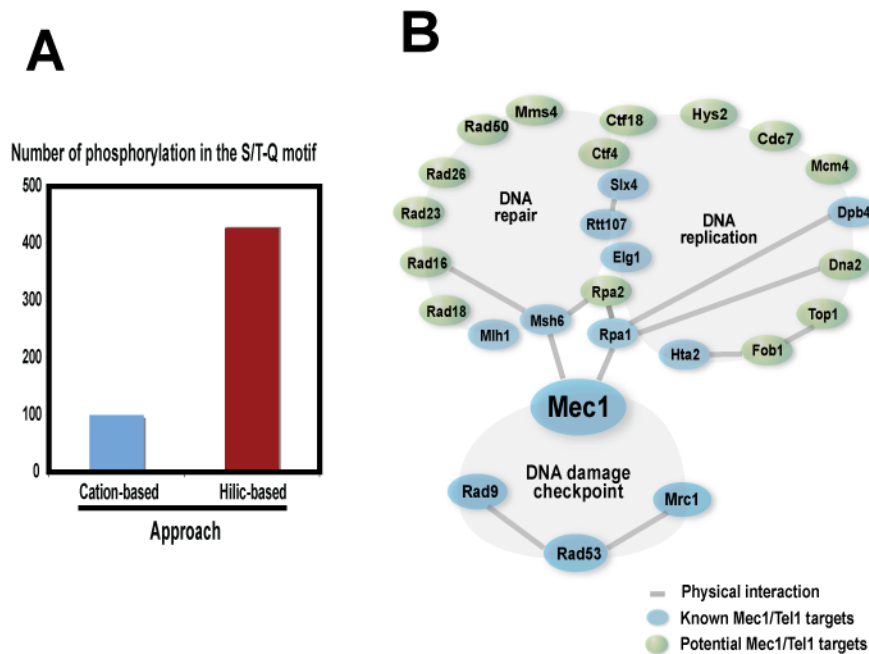 A
Number of phosphorylation in the S/T-Q motif
500
400
300
200
100
0
Cation-based
Hilic-based
Approach
B
Mms4
Ctf18
Hys2
Rad50
Cdc7
Ctf4
Mcm4
Rad26
Slx4
DNA
repair
Rad23
Rtt107
DNA
replication
Dpb4
Elg1
Rad16
Dna2
Rpa2
Rad18
Msh6
Top1
Mlh1
Rpa1
Hta2
Fob1
Mec1
DNA damage
checkpoint
Rad9
Mrc1
Rad53
Physical interaction
Known Mec1/Tel1 targets
Potential Mec1/Tel1 targets